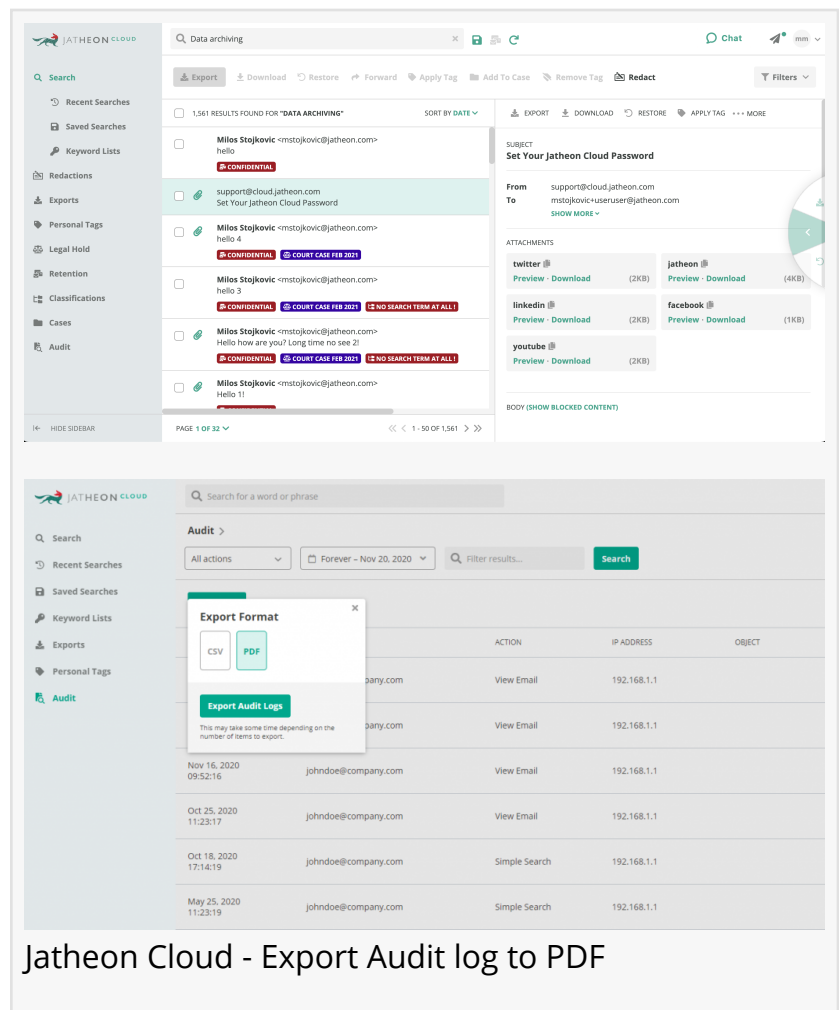 JATHEON CLOUD
Data archiving
Chat
mm
Search
Recent Searches
Saved Searches
Keyword Lists
Redactions
Exports
Personal Tags
Legal Hold
Retention
Classifications
Cases
Audit
HIDE SIDEBAR
Export Download Restore Forward Apply Tag Add To Case Remove Tag Redact Filters
1,561 RESULTS FOUND FOR "DATA ARCHIVING" SORT BY DATE
Milos Stojkovic <mstojkovic@jatheon.com>
hello
CONFIDENTIAL
support@cloud.jatheon.com
Set Your Jatheon Cloud Password
Milos Stojkovic <mstojkovic@jatheon.com>
hello 4
CONFIDENTIAL COURT CASE FEB 2021
Milos Stojkovic <mstojkovic@jatheon.com>
hello 3
CONFIDENTIAL COURT CASE FEB 2021 NO SEARCH TERM AT ALL !
Milos Stojkovic <mstojkovic@jatheon.com>
Hello how are you? Long time no see 2!
CONFIDENTIAL COURT CASE FEB 2021 NO SEARCH TERM AT ALL !
Milos Stojkovic <mstojkovic@jatheon.com>
Hello 1!
PAGE 1 OF 32 1 - 50 OF 1,561
EXPORT DOWNLOAD RESTORE APPLY TAG ••• MORE
SUBJECT
Set Your Jatheon Cloud Password
From support@cloud.jatheon.com
To mstojkovic+useruser@jatheon.com
SHOW MORE
ATTACHMENTS
twitter
Preview · Download (2KB)
jatheon
Preview · Download (4KB)
linkedin
Preview · Download (2KB)
facebook
Preview · Download (1KB)
youtube
Preview · Download (2KB)
BODY (SHOW BLOCKED CONTENT)
JATHEON CLOUD
Search for a word or phrase
Search
Recent Searches
Saved Searches
Keyword Lists
Exports
Personal Tags
Audit
Audit >
All actions Forever – Nov 20, 2020 Filter results... Search
Export Format
CSV PDF
Export Audit Logs
This may take some time depending on the
number of items to export.
ACTION IP ADDRESS OBJECT
pany.com View Email 192.168.1.1
pany.com View Email 192.168.1.1
Nov 16, 2020
09:52:16 johndoe@company.com View Email 192.168.1.1
Oct 25, 2020
11:23:17 johndoe@company.com View Email 192.168.1.1
Oct 18, 2020
17:14:19 johndoe@company.com Simple Search 192.168.1.1
May 25, 2020
11:23:19 johndoe@company.com Simple Search 192.168.1.1
Jatheon Cloud - Export Audit log to PDF